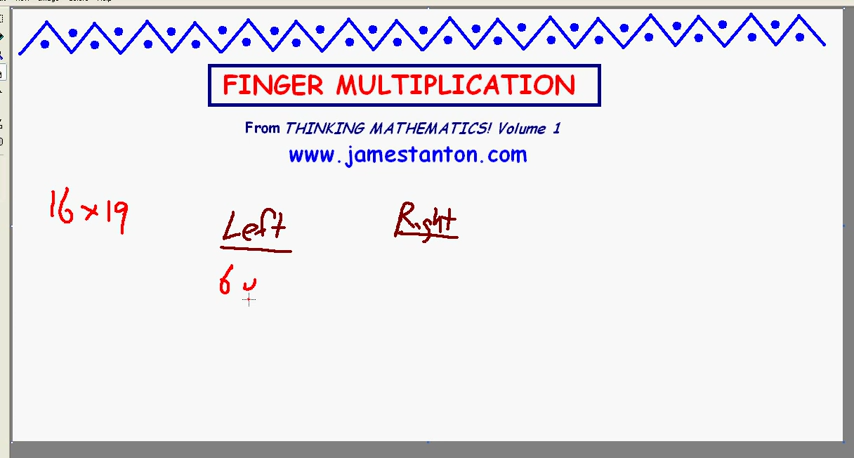 FINGER MULTIPLICATION
From THINKING MATHEMATICS! Volume 1
www.jamestanton.com
16 × 19
Left
Right
6 u